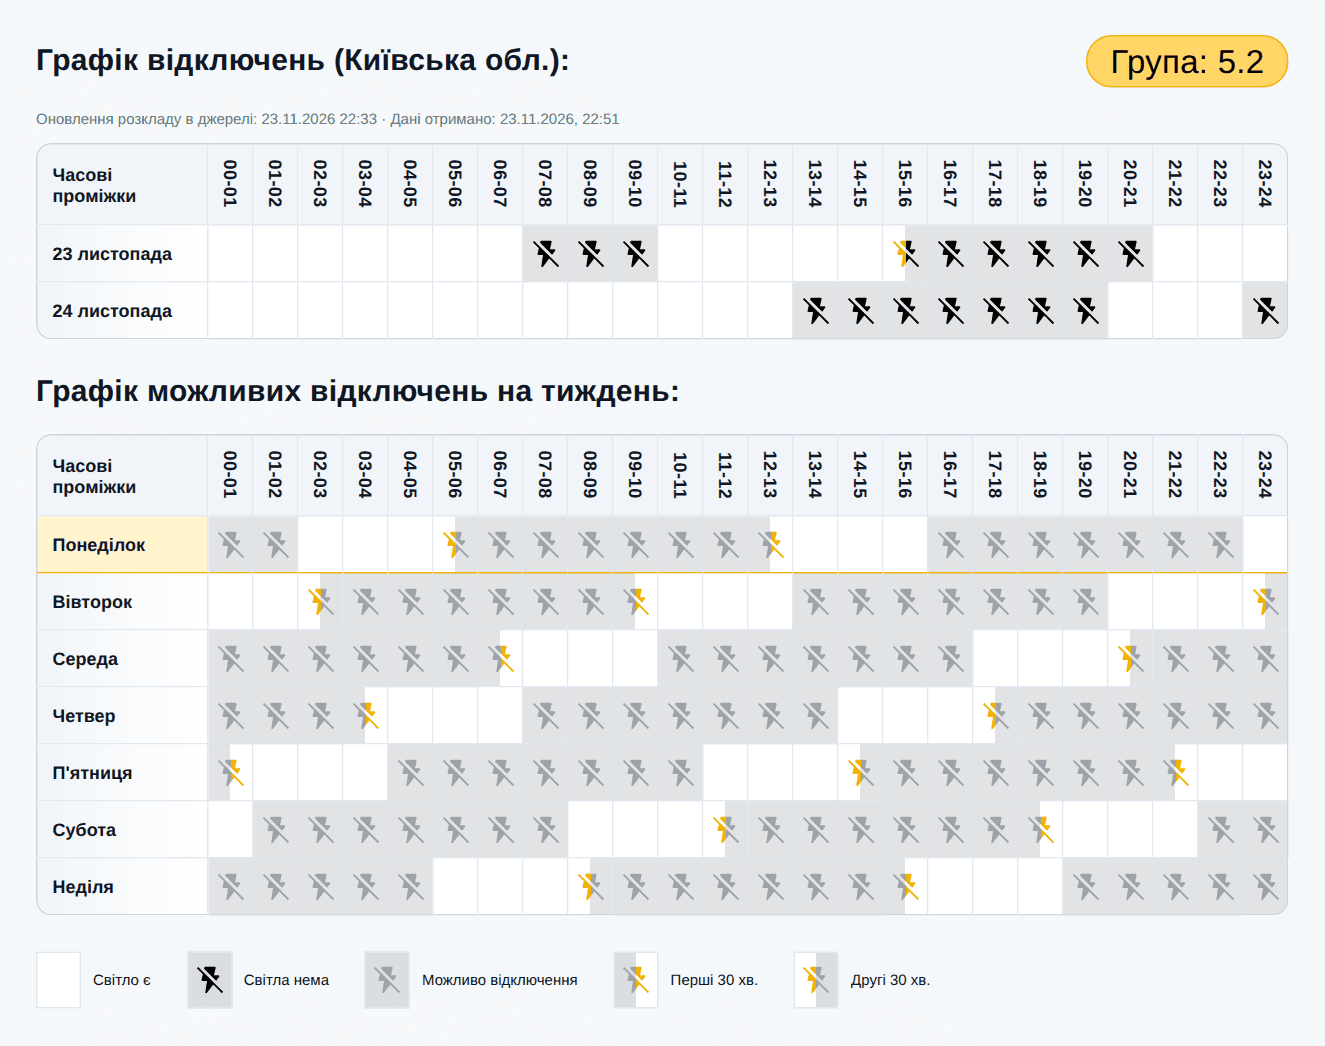 Графік відключень (Київська обл.):
Група: 5.2
Оновлення розкладу в джерелі: 23.11.2026 22:33 · Дані отримано: 23.11.2026, 22:51
Часові проміжки 00-01 01-02 02-03 03-04 04-05 05-06 06-07 07-08 08-09 09-10 10-11 11-12 12-13 13-14 14-15 15-16 16-17 17-18 18-19 19-20 20-21 21-22 22-23 23-24
23 листопада
24 листопада
Графік можливих відключень на тиждень:
Часові проміжки 00-01 01-02 02-03 03-04 04-05 05-06 06-07 07-08 08-09 09-10 10-11 11-12 12-13 13-14 14-15 15-16 16-17 17-18 18-19 19-20 20-21 21-22 22-23 23-24
Понеділок
Вівторок
Середа
Четвер
П'ятниця
Субота
Неділя
Світло є Світла нема Можливо відключення Перші 30 хв. Другі 30 хв.